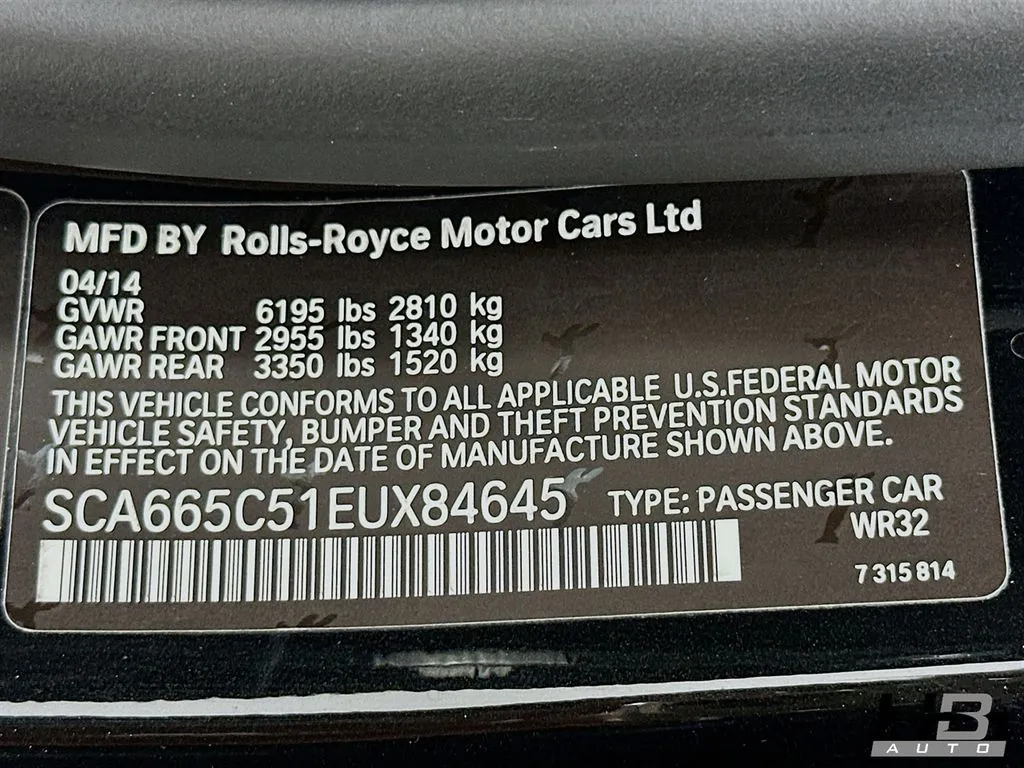 MFD BY Rolls-Royce Motor Cars Ltd
04/14
GVWR 6195 lbs 2810 kg
GAWR FRONT 2955 lbs 1340 kg
GAWR REAR 3350 lbs 1520 kg
THIS VEHICLE CONFORMS TO ALL APPLICABLE U.S.FEDERAL MOTOR
VEHICLE SAFETY, BUMPER AND THEFT PREVENTION STANDARDS
IN EFFECT ON THE DATE OF MANUFACTURE SHOWN ABOVE.
SCA665C51EUX84645 TYPE: PASSENGER CAR
WR32
7 315 814
HB
AUTO